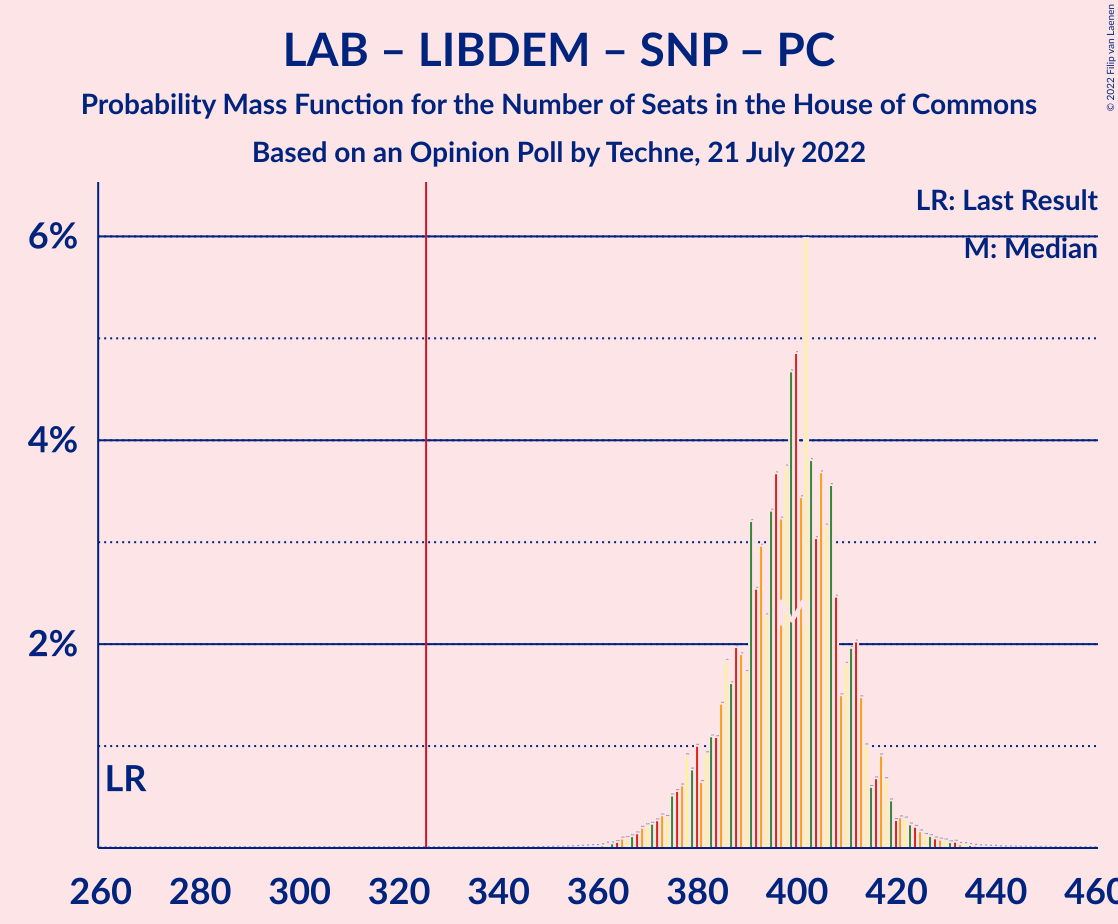 LAB – LIBDEM – SNP – PC
Probability Mass Function for the Number of Seats in the House of Commons
Based on an Opinion Poll by Techne, 21 July 2022
© 2022 Filip van Laenen
LR: Last Result
M: Median
6%
4%
2%
LR
260 280 300 320 340 360 380 400 420 440 460